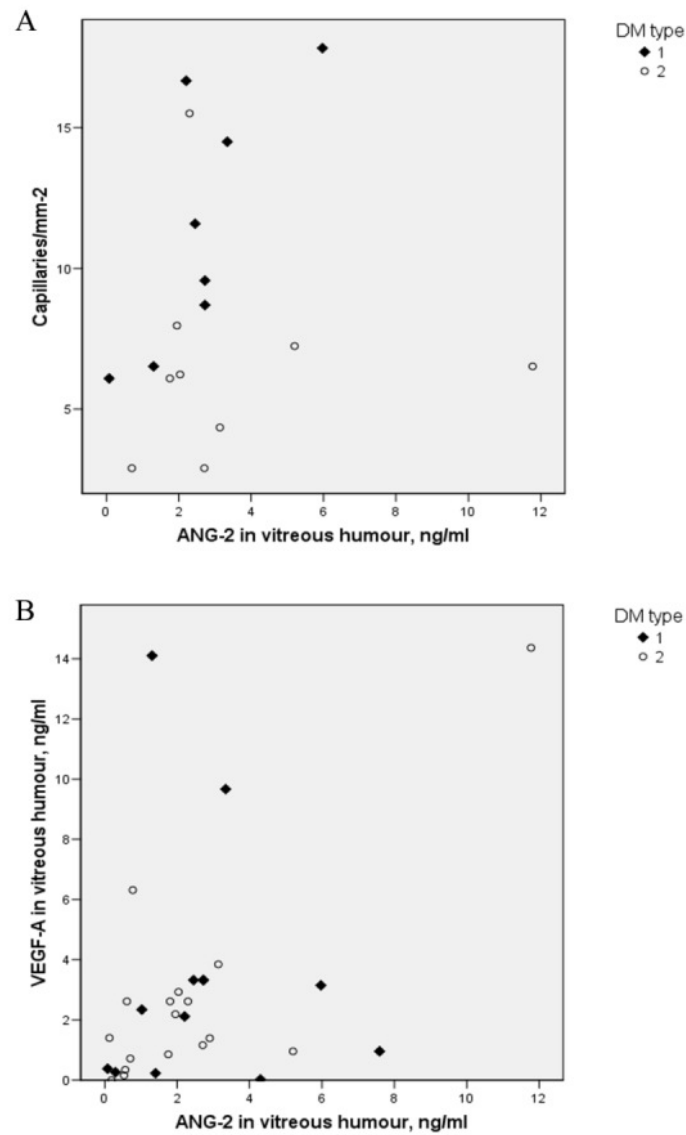 A
DM type
◆ 1
○ 2
15
10
5
Capillaries/mm-2
0 2 4 6 8 10 12
ANG-2 in vitreous humour, ng/ml
B
DM type
◆ 1
○ 2
14
12
10
8
6
4
2
0
VEGF-A in vitreous humour, ng/ml
0 2 4 6 8 10 12
ANG-2 in vitreous humour, ng/ml